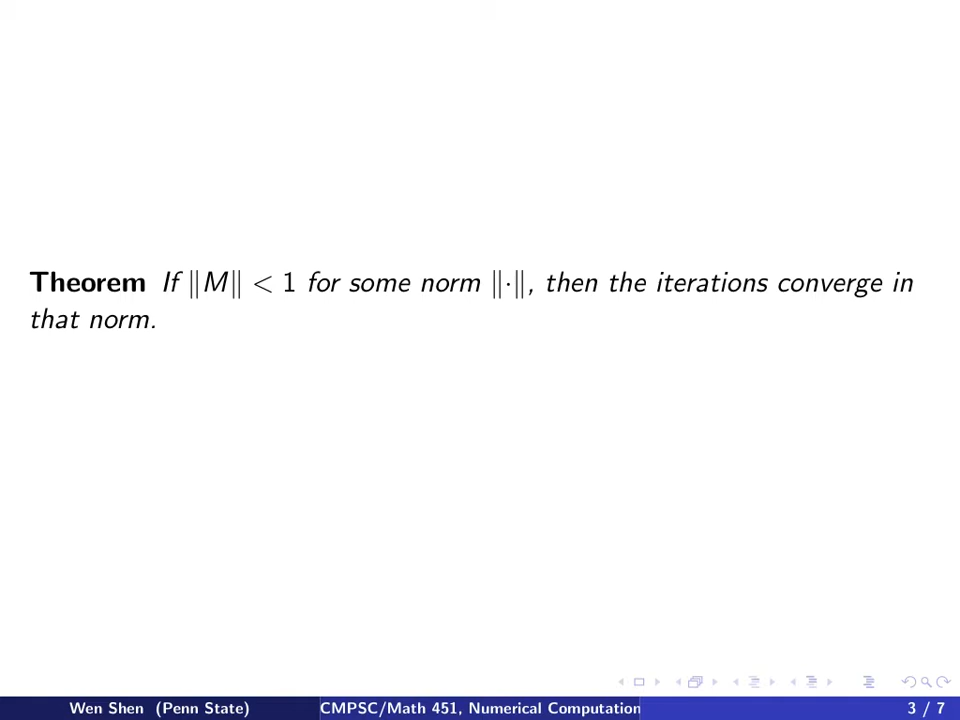 Theorem If ‖M‖ < 1 for some norm ‖·‖, then the iterations converge in
that norm.
Wen Shen (Penn State)
CMPSC/Math 451, Numerical Computation
3 / 7